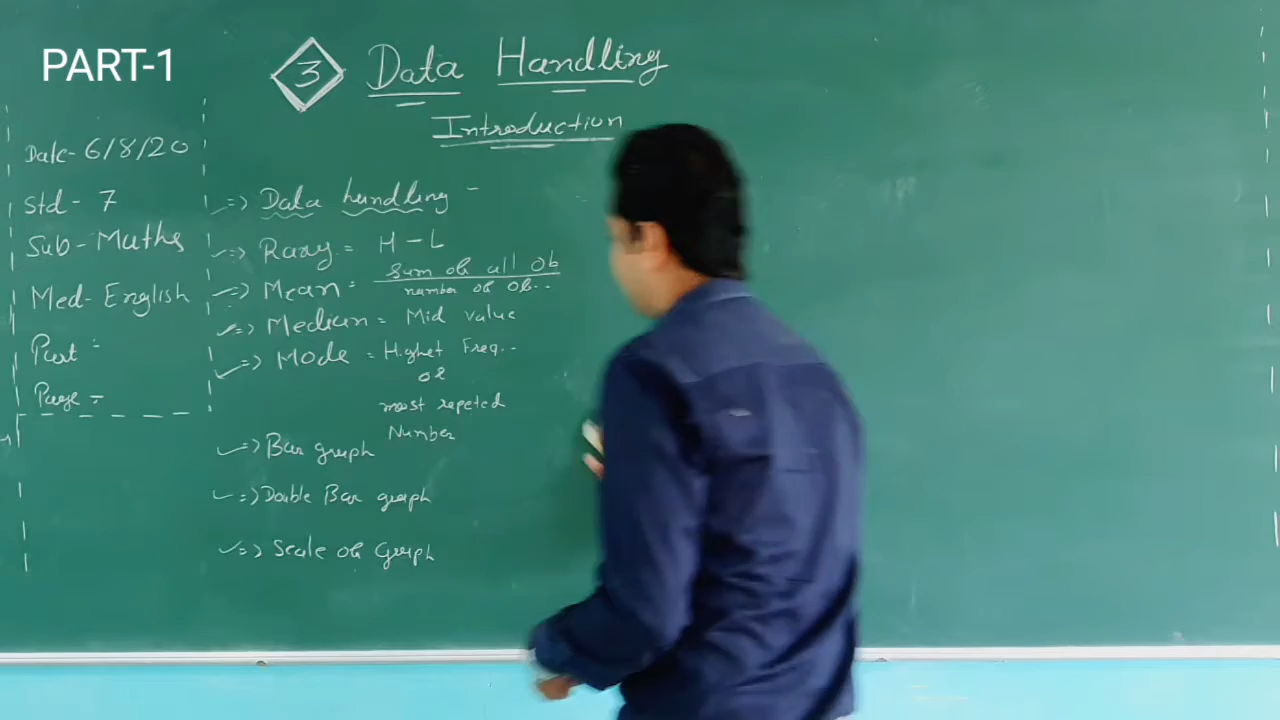 PART-1
3 Data Handling
Introduction
Date- 6/8/20
Std - 7
Sub - Maths
Med- English
Part -
Page -
=> Data handling -
=> Rang = H - L
=> Mean = Sum of all Ob
number of Ob..
=> Median = Mid value
=> Mode = Highet Freq..
or
most repeted
Number
=> Bar graph
=> Double Bar graph
=> Scale of Graph